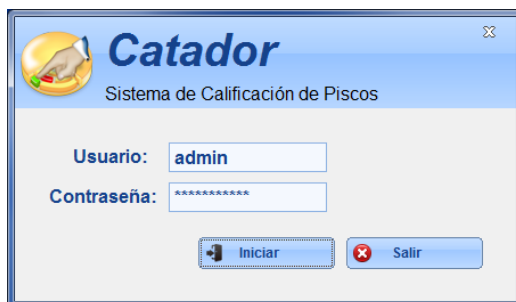 Catador
Sistema de Calificación de Piscos
Usuario: admin
Contraseña: ***********
Iniciar Salir